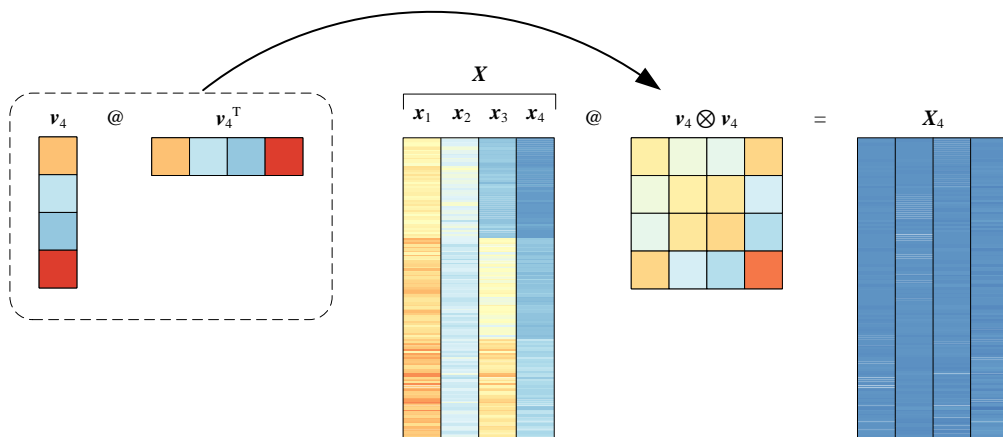 X
x₁ x₂ x₃ x₄
v₄ @ v₄ᵀ @ v₄ ⊗ v₄ = X₄